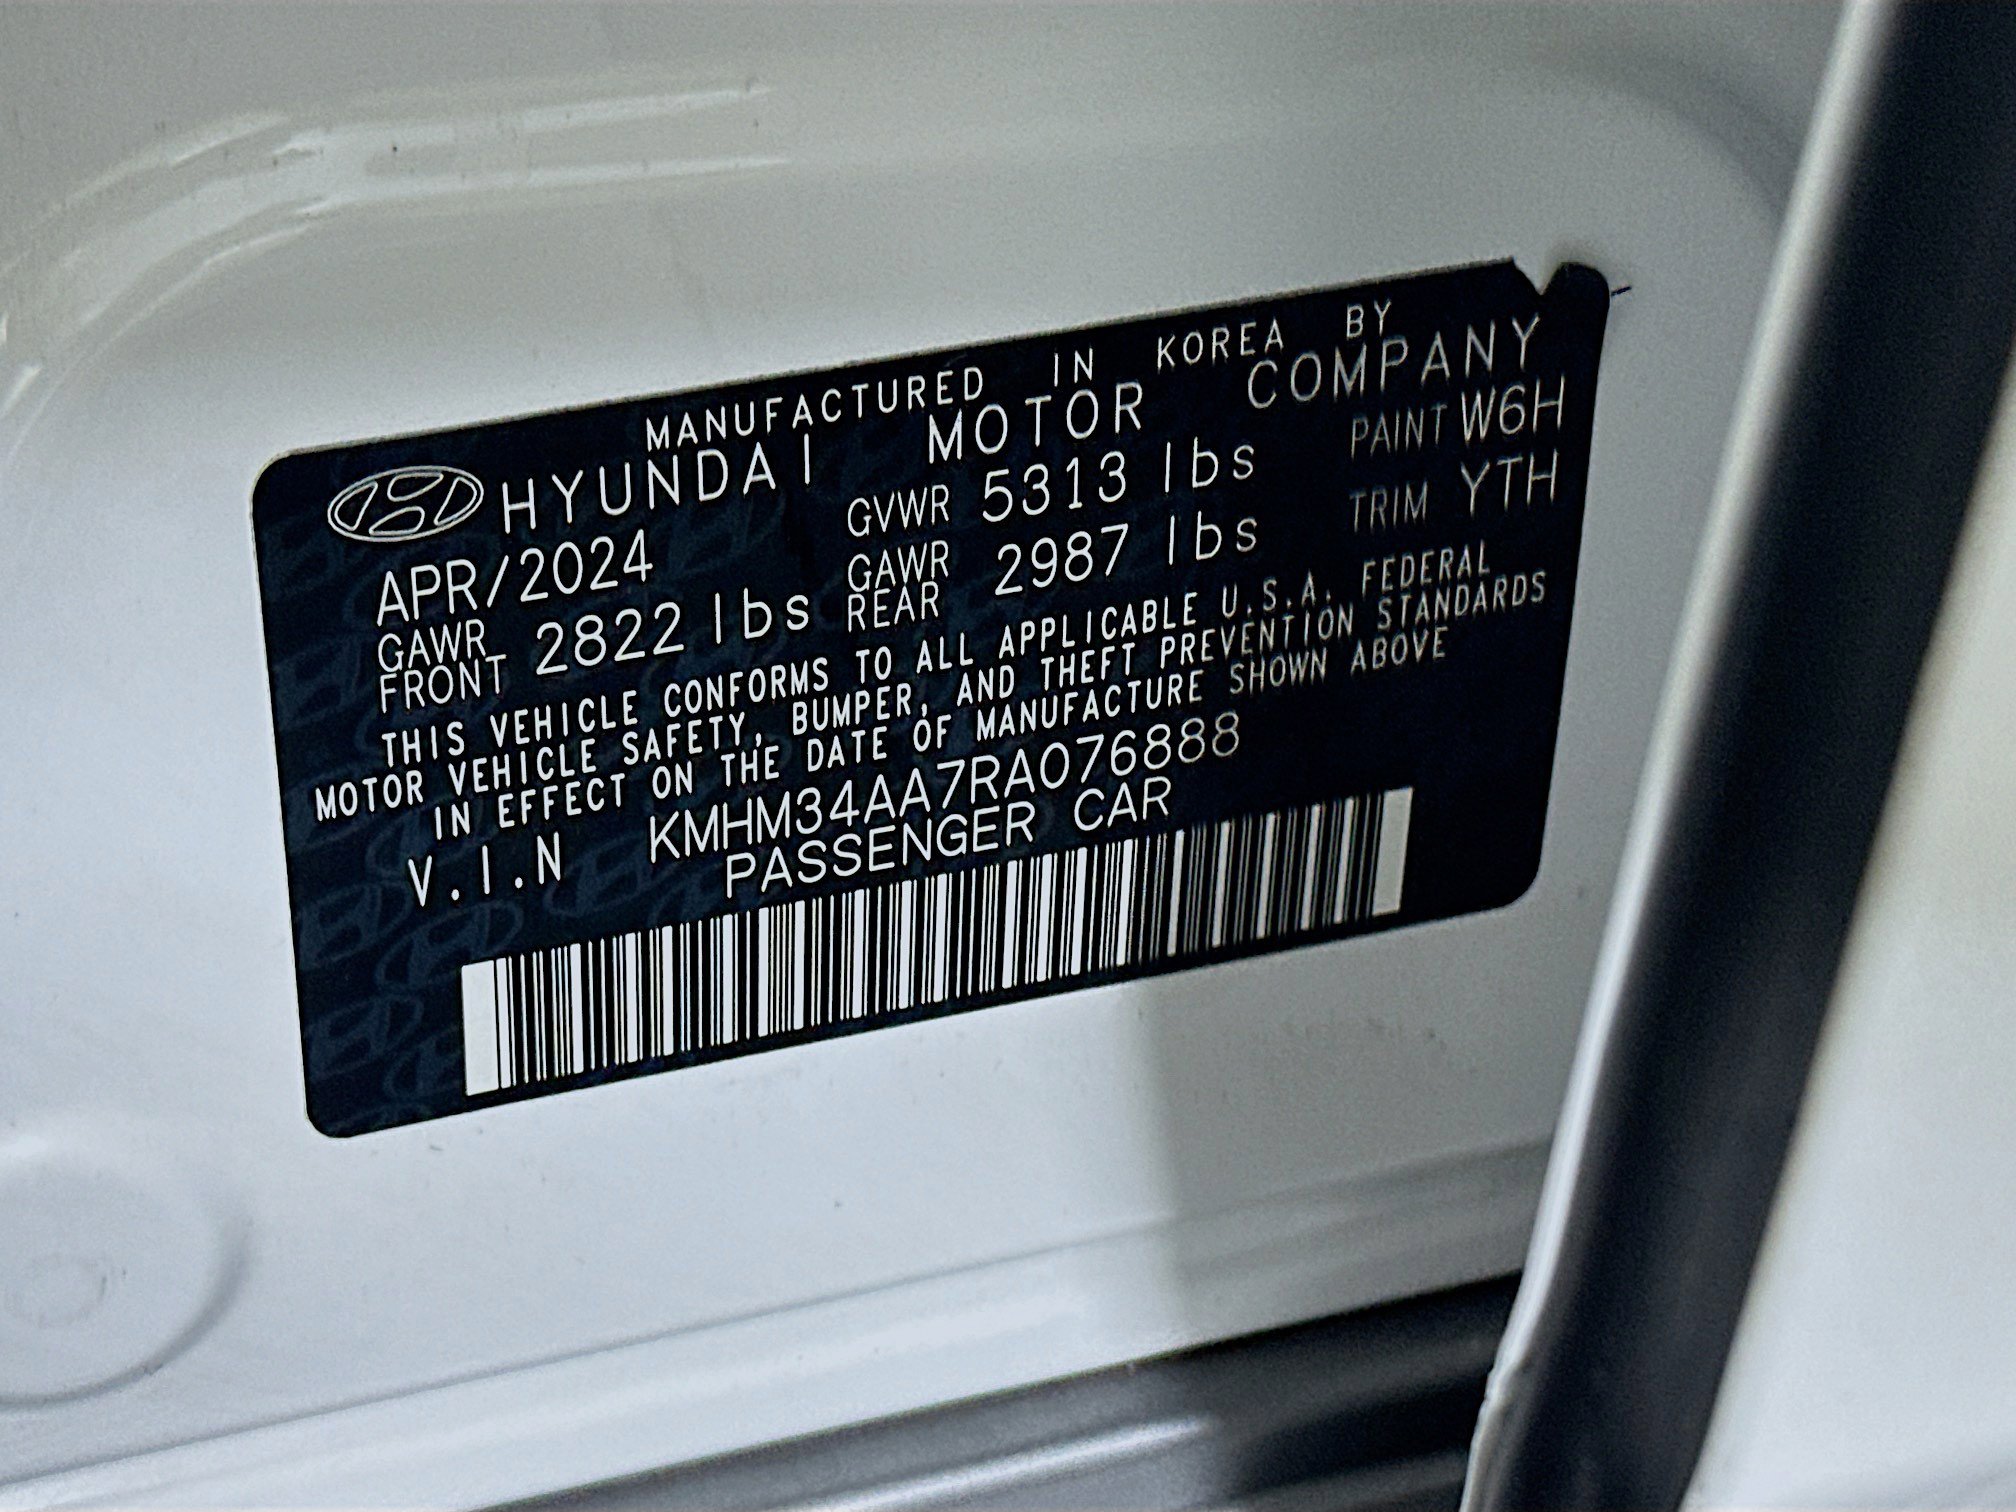 MANUFACTURED IN KOREA BY
HYUNDAI MOTOR COMPANY
APR/2024 GVWR 5313 lbs PAINT W6H
GAWR FRONT 2822 lbs GAWR REAR 2987 lbs TRIM YTH
THIS VEHICLE CONFORMS TO ALL APPLICABLE U.S.A. FEDERAL
MOTOR VEHICLE SAFETY, BUMPER, AND THEFT PREVENTION STANDARDS
IN EFFECT ON THE DATE OF MANUFACTURE SHOWN ABOVE
V.I.N KMHM34AA7RA076888
PASSENGER CAR